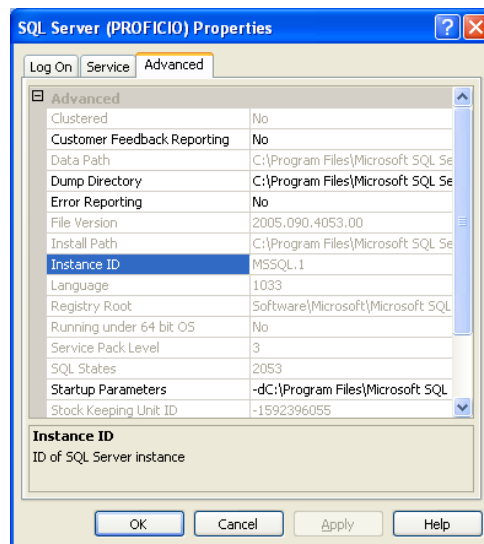 SQL Server (PROFICIO) Properties
Log On Service Advanced
Advanced
Clustered No
Customer Feedback Reporting No
Data Path C:\Program Files\Microsoft SQL Se
Dump Directory C:\Program Files\Microsoft SQL Se
Error Reporting No
File Version 2005.090.4053.00
Install Path C:\Program Files\Microsoft SQL Se
Instance ID MSSQL.1
Language 1033
Registry Root Software\Microsoft\Microsoft SQL
Running under 64 bit OS No
Service Pack Level 3
SQL States 2053
Startup Parameters -dC:\Program Files\Microsoft SQL
Stock Keeping Unit ID -1592396055
Instance ID
ID of SQL Server instance
OK Cancel Apply Help